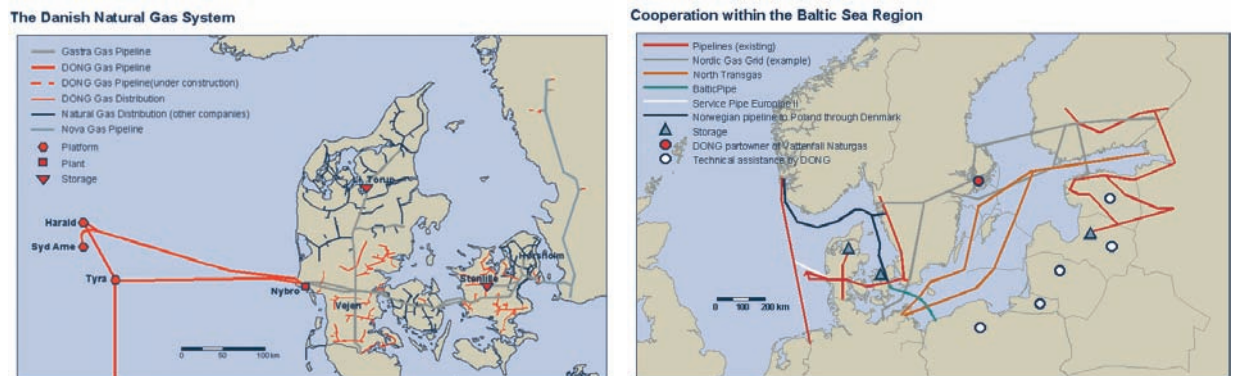 The Danish Natural Gas System
Gastra Gas Pipeline
DONG Gas Pipeline
DONG Gas Pipeline(under construction)
DONG Gas Distribution
Natural Gas Distribution (other companies)
Nova Gas Pipeline
Platform
Plant
Storage
Ll. Torup
Harald
Syd Arne
Tyra
Nybro
Vejen
Stenlille
Hørsholm
0 50 100 km
Cooperation within the Baltic Sea Region
Pipelines (existing)
Nordic Gas Grid (example)
North Transgas
BalticPipe
Service Pipe Europipe II
Norwegian pipeline to Poland through Denmark
Storage
DONG partowner of Vattenfall Naturgas
Technical assistance by DONG
0 100 200 km